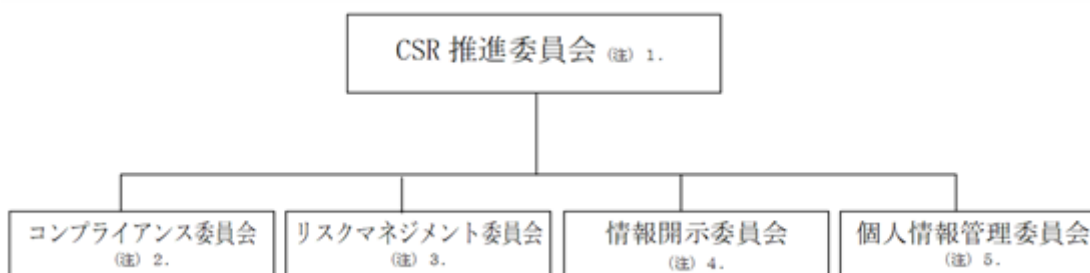 CSR 推進委員会 (注) 1.
コンプライアンス委員会
(注) 2.
リスクマネジメント委員会
(注) 3.
情報開示委員会
(注) 4.
個人情報管理委員会
(注) 5.